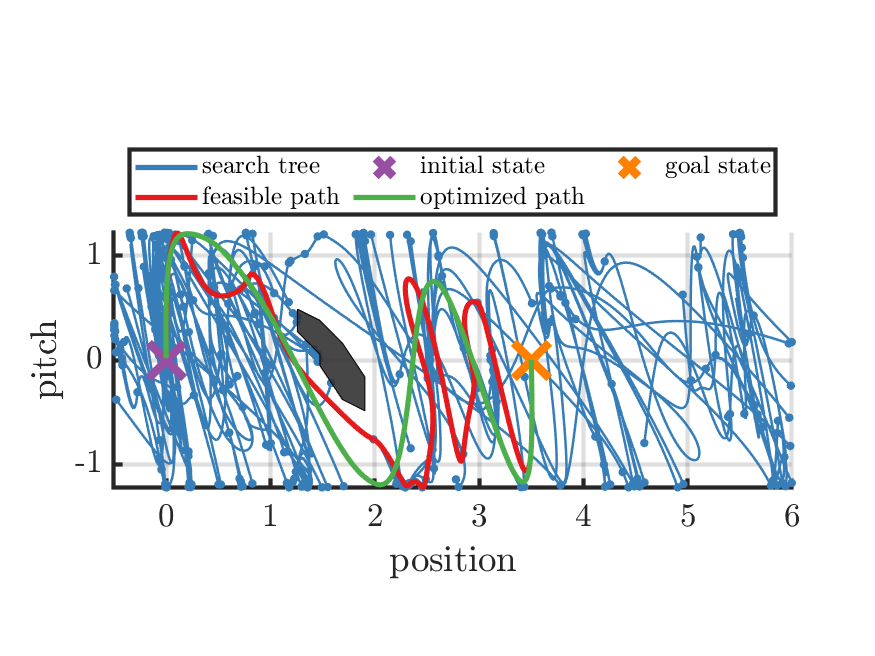 search tree initial state goal state
feasible path optimized path
1
0
-1
pitch
0 1 2 3 4 5 6
position